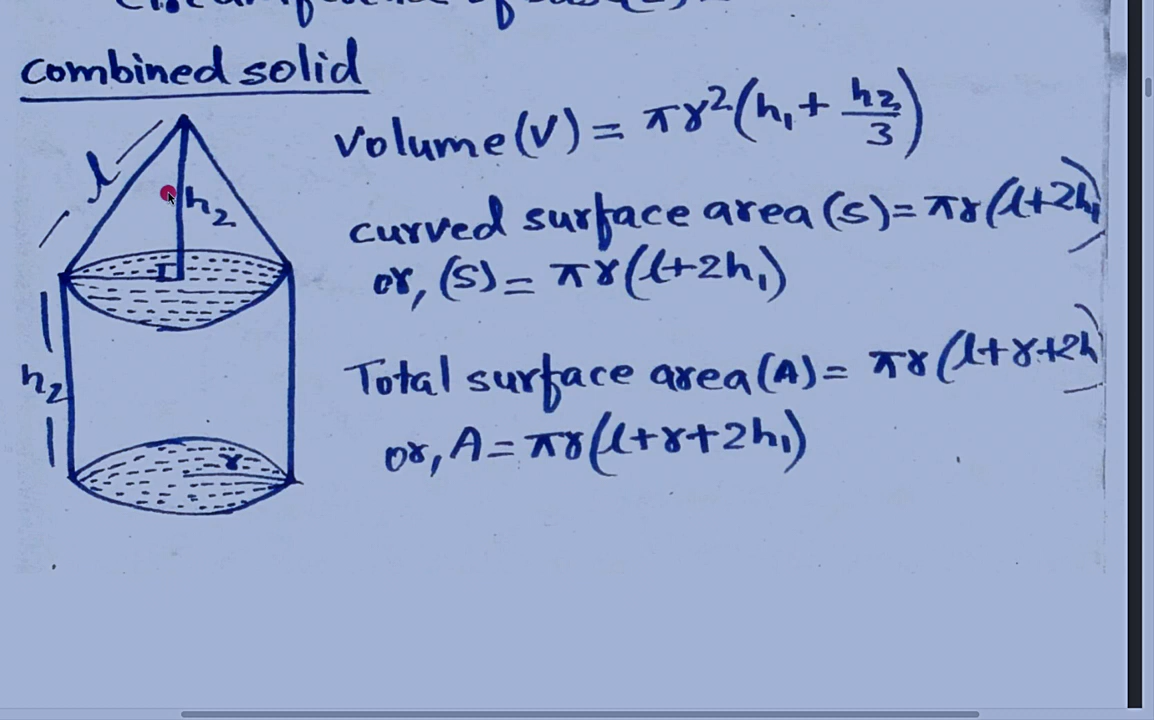 combined solid
l
h₂
h₂
r
volume (V) = πr²(h₁ + h₂/3)
curved surface area (s) = πr(l+2h₁)
or, (s) = πr(l+2h₁)
Total surface area (A) = πr(l+r+2h)
or, A = πr(l+r+2h₁)